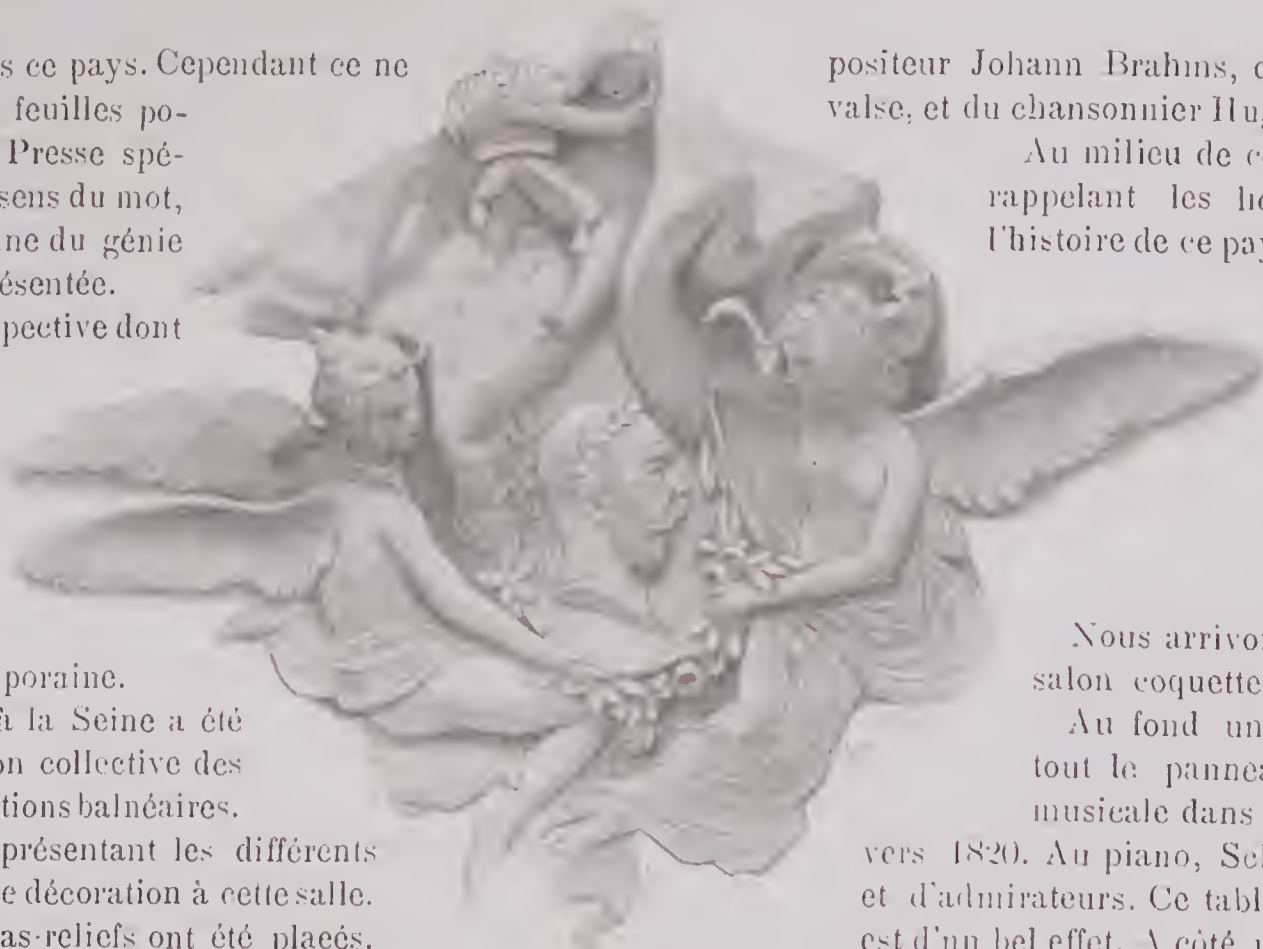 s ce pays. Cependant ce ne
feuilles po-
Presse spé-
sens du mot,
ne du génie
ésentée.
pective dont
poraine.
à la Seine a été
on collective des
tions balnéaires.
présentant les différents
e décoration à cette salle.
as-reliefs ont été placés.
positeur Johann Brahms, 
valse, et du chansonnier
Au milieu de
rappelant les
l'histoire de ce pay
Nous arrivo
salon coquette
Au fond un
tout le pannea
musicale dans
vers 1820. Au piano,
et d'admirateurs. Ce tabl
est d'un bel effet. A côté